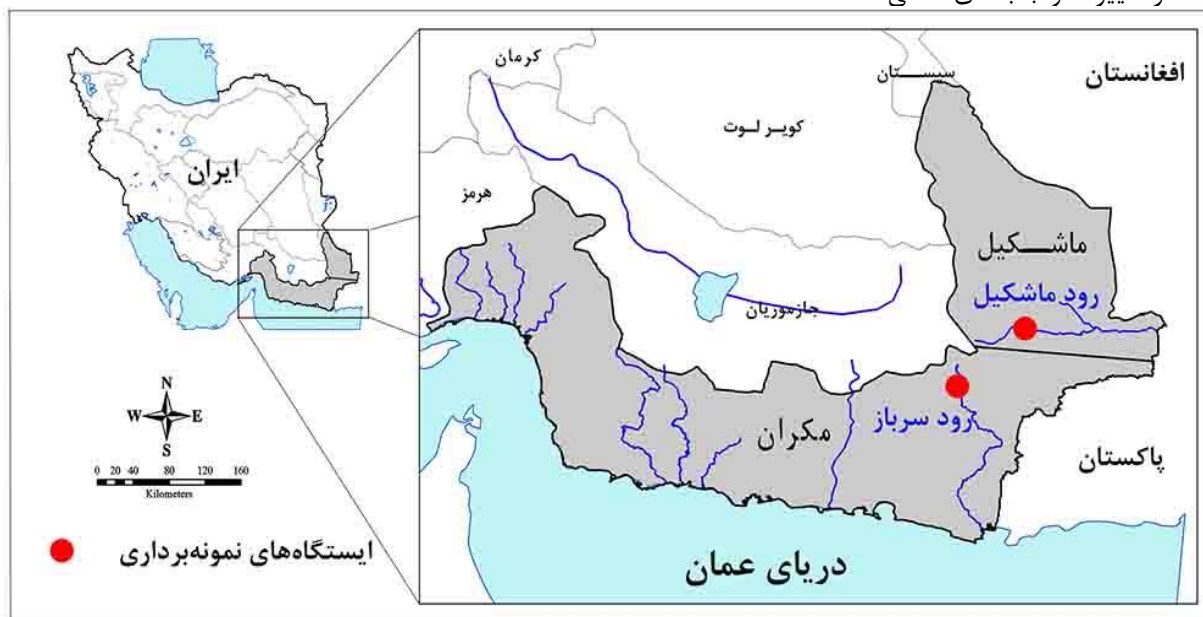 ایران
N
W E
S
0 20 40 80 120 160
Kilometers
ایستگاه‌های نمونه‌برداری
کرمان
سیستان
افغانستان
کویر لوت
هرمز
ماشکیل
رود ماشکیل
جازموریان
مکران
رود سرباز
پاکستان
دریای عمان